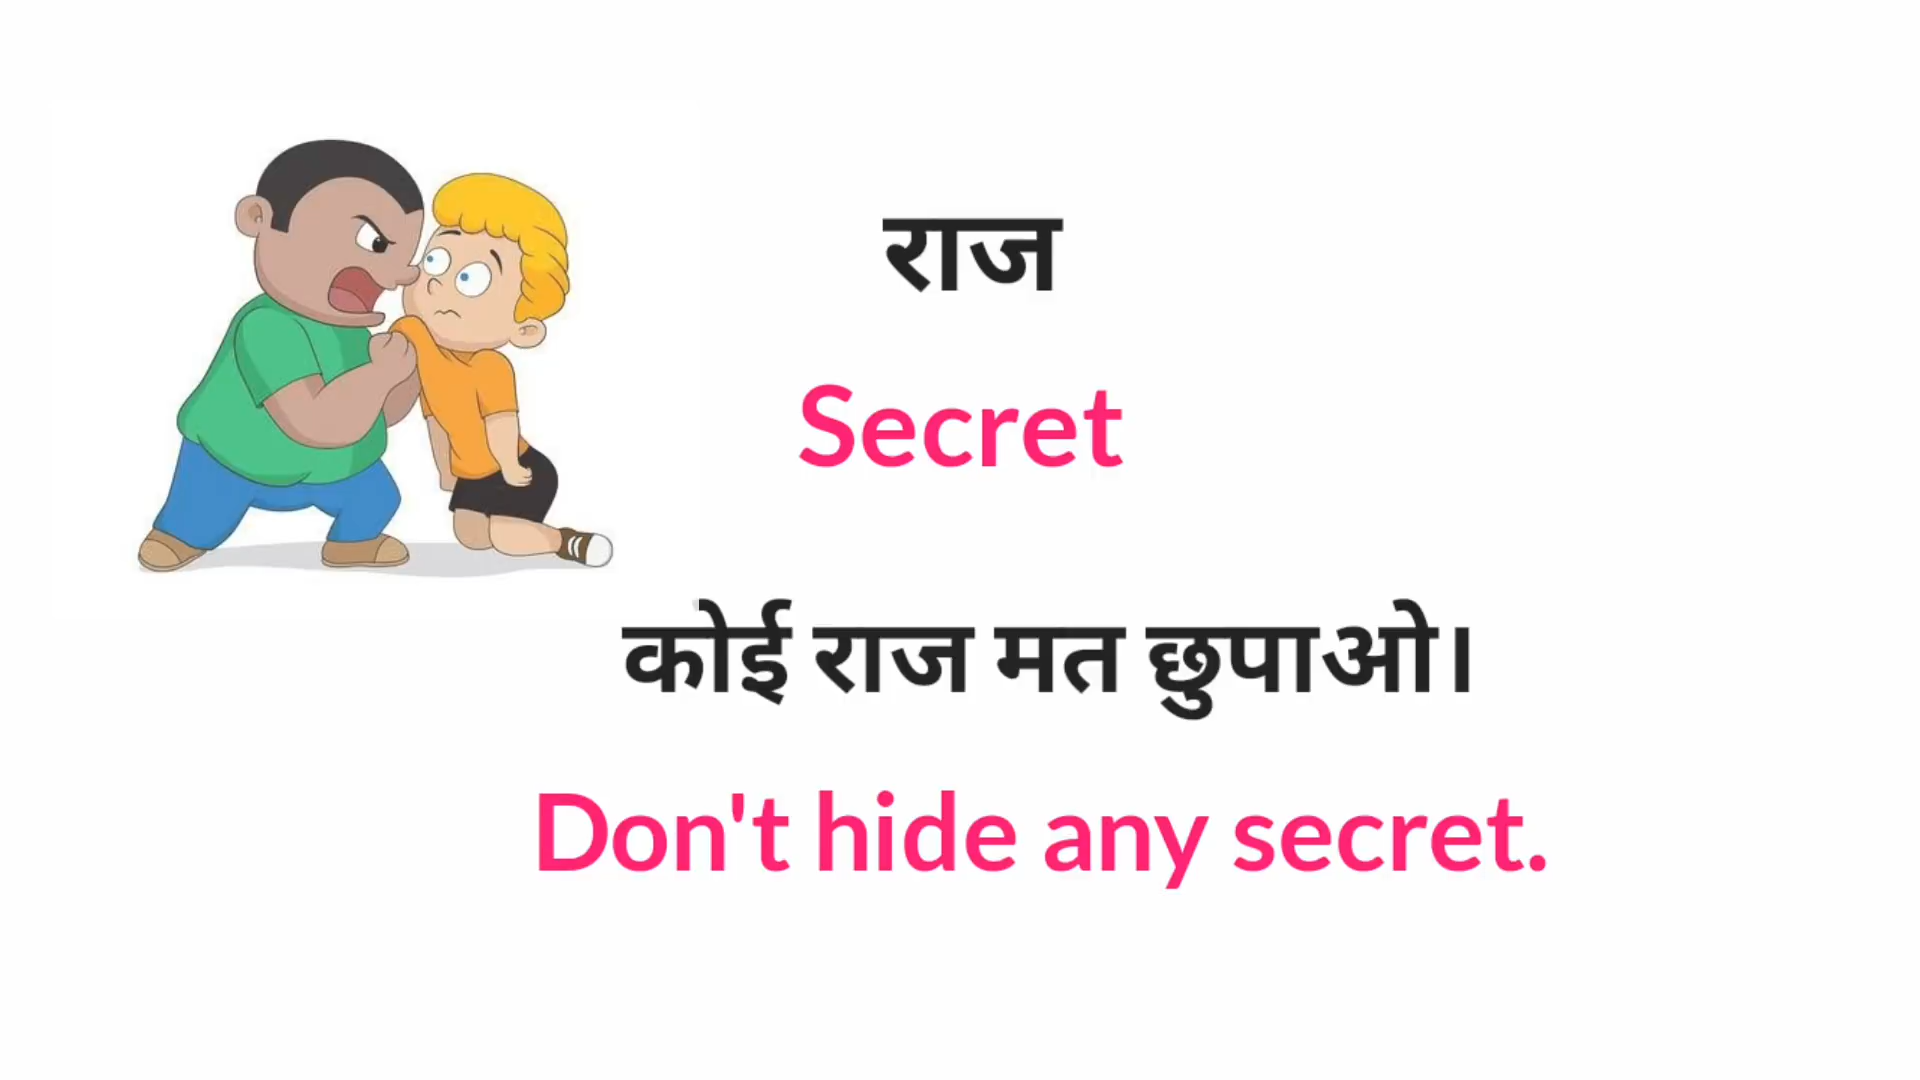 राज
Secret
कोई राज मत छुपाओ।
Don't hide any secret.